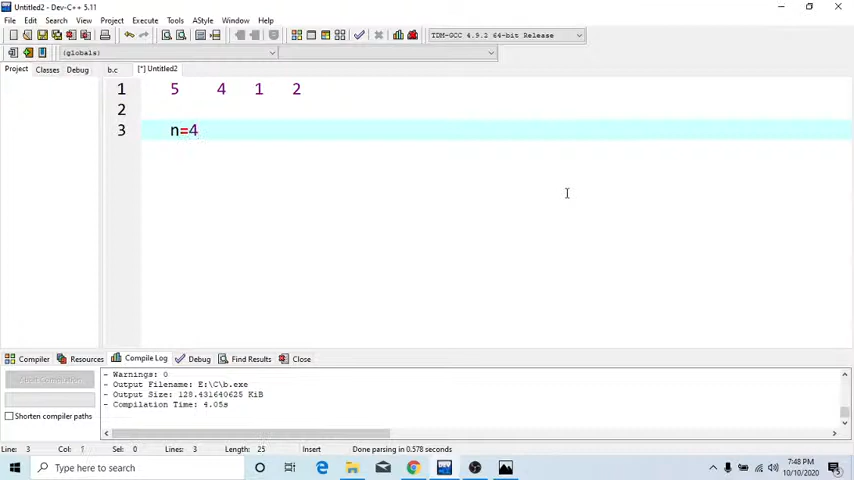 Untitled2 - Dev-C++ 5.11
File Edit Search View Project Execute Tools AStyle Window Help
TDM-GCC 4.9.2 64-bit Release
(globals)
Project Classes Debug b.c [*] Untitled2
1 5 4 1 2
2
3 n=4
Compiler Resources Compile Log Debug Find Results Close
Abort Compilation
Shorten compiler paths
- Warnings: 0
- Output Filename: E:\C\b.exe
- Output Size: 128.431640625 KiB
- Compilation Time: 4.05s
Line: 3 Col: 1 Sel: 0 Lines: 3 Length: 25 Insert Done parsing in 0.578 seconds
Type here to search
7:48 PM
10/10/2020
5